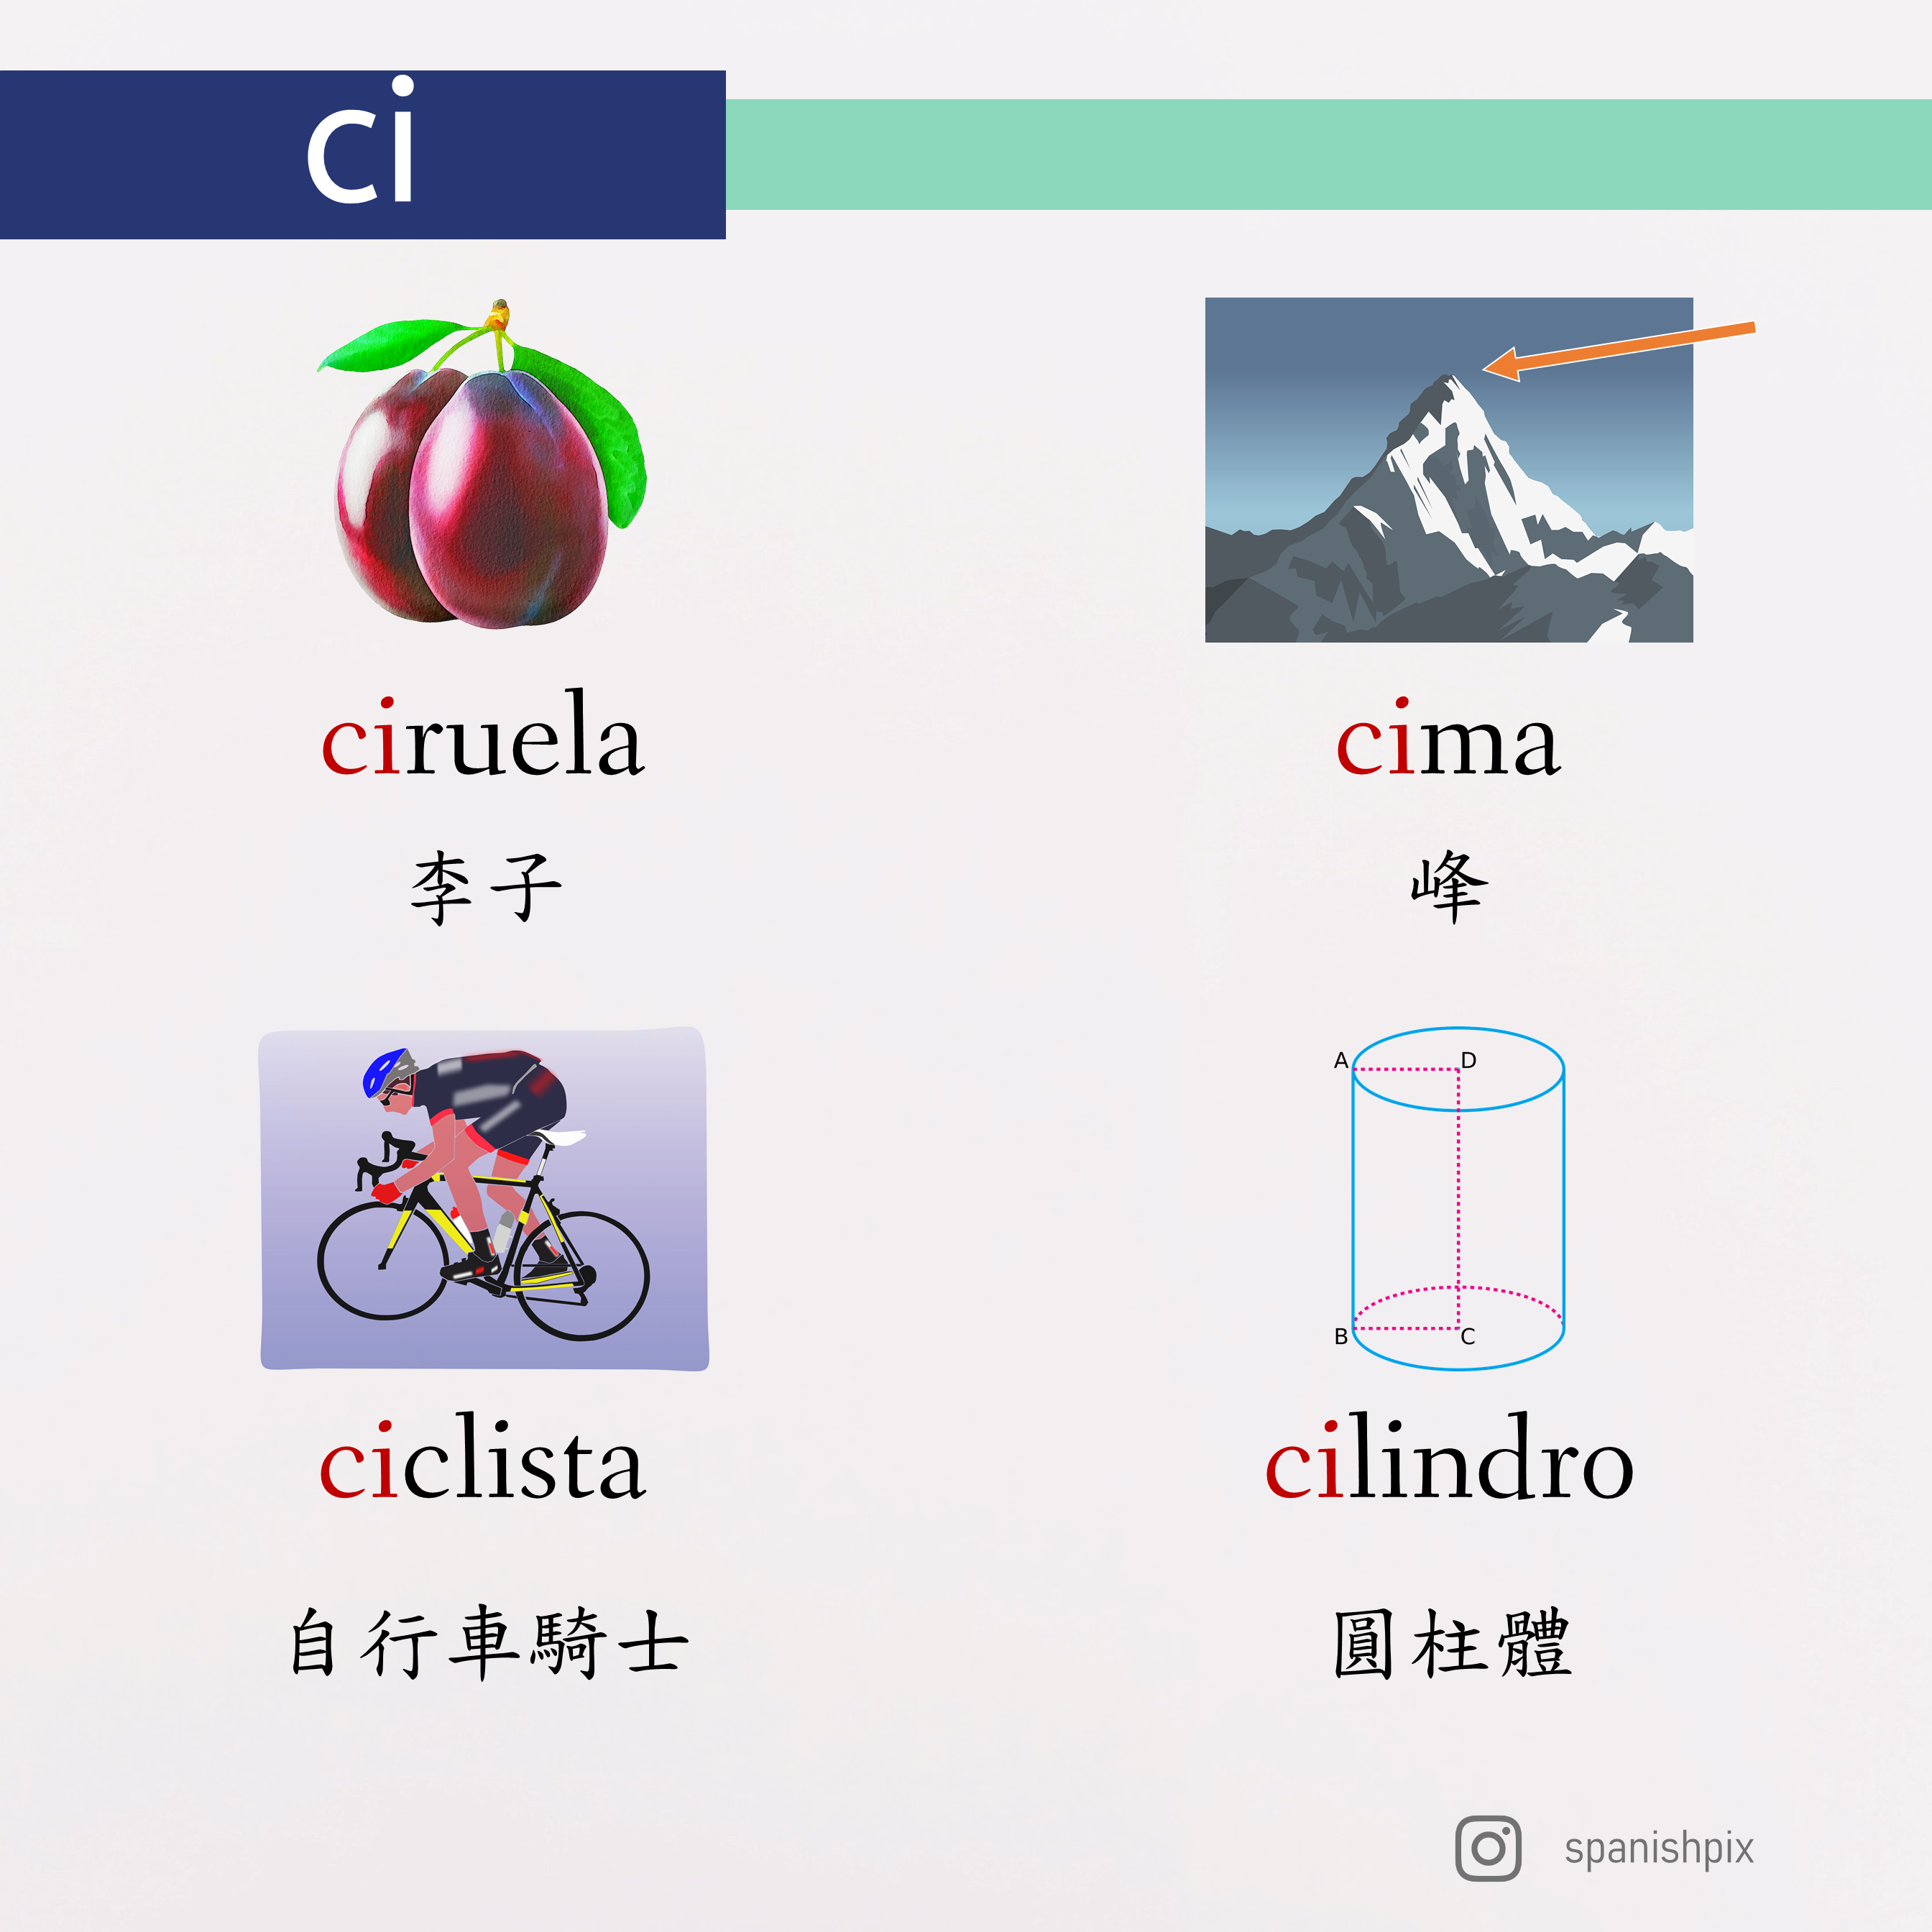 ci
ciruela
cima
李子
峰
A
D
B
C
ciclista
cilindro
自行車騎士
圓柱體
spanishpix